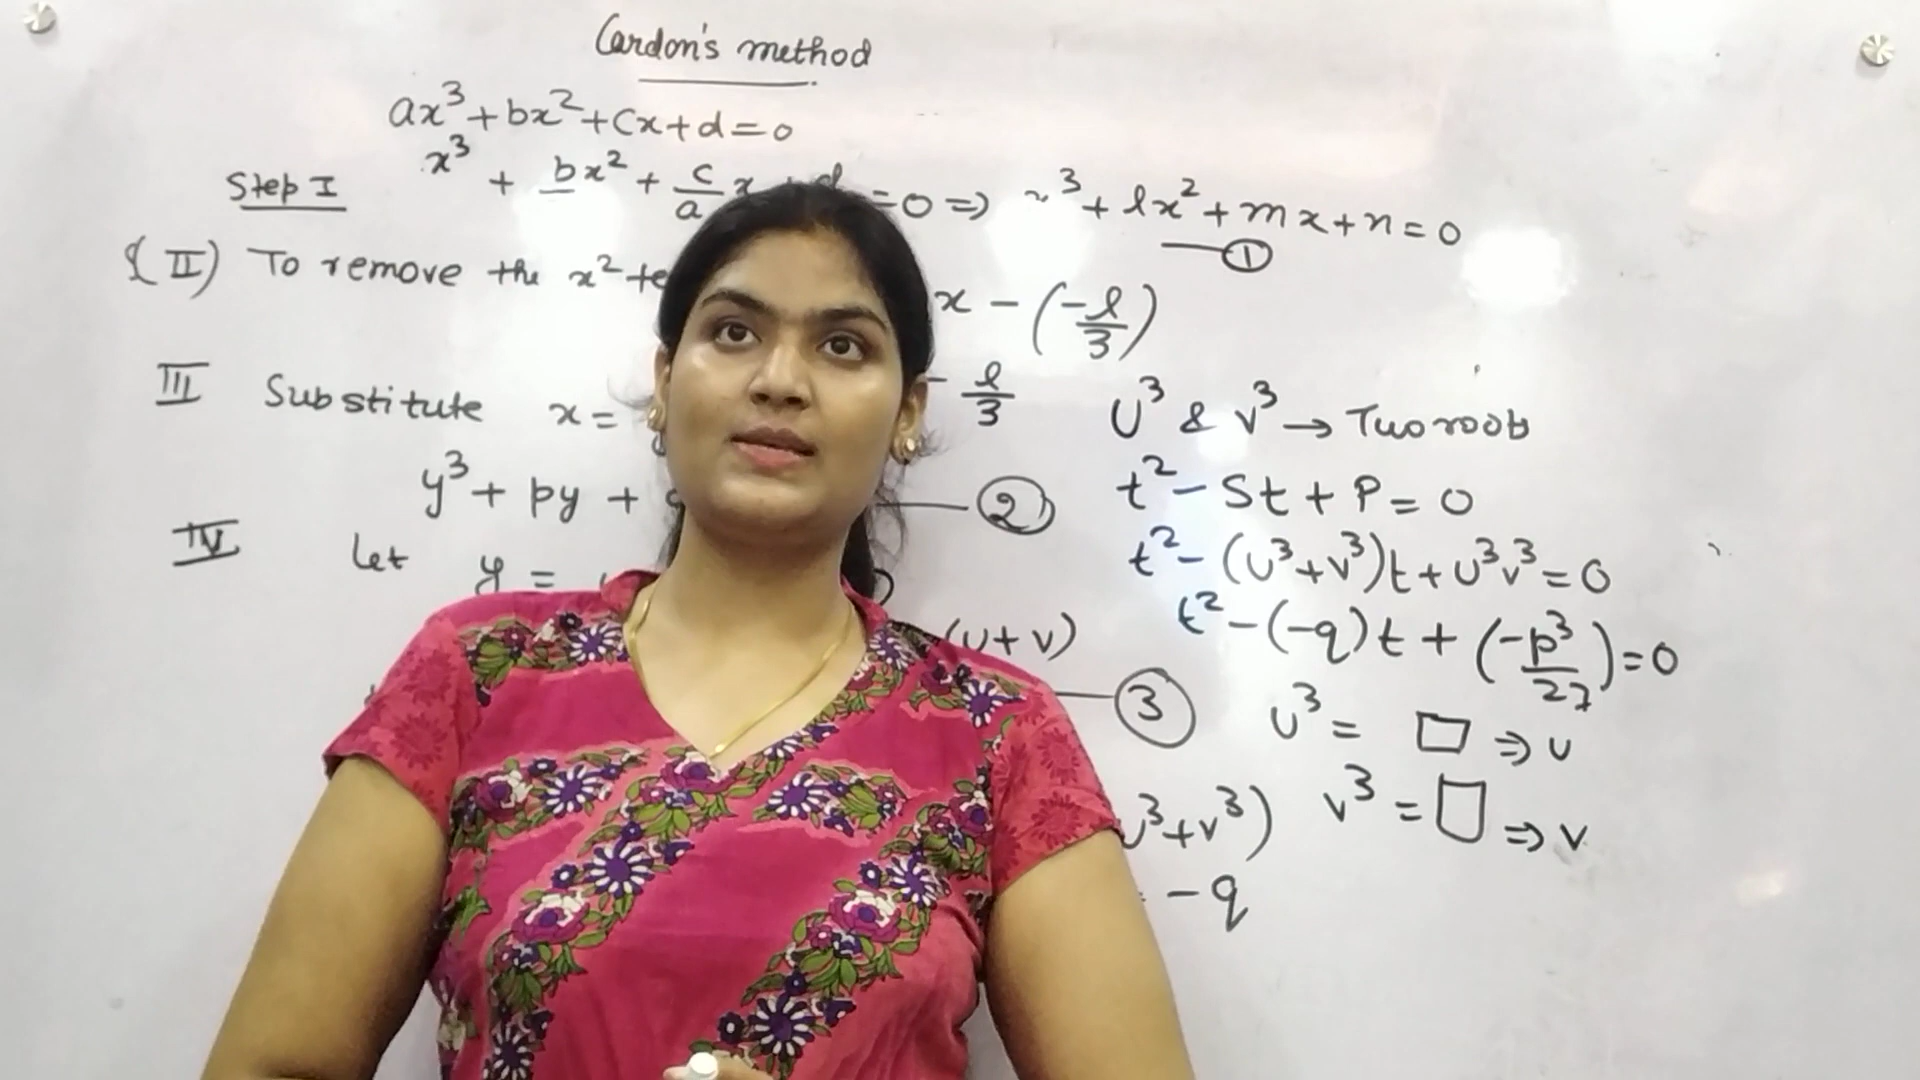 Cardon's method
ax³+bx²+cx+d=0
Step I x³ + bx² + c/a x =0 ⇒ ³+lx²+mx+n=0
①
(II) To remove the x² x-(-l/3)
III Substitute x= - l/3
y³+ py + ②
IV Let y =
(u+v)
③
³+v³)
-q
U³ & v³ → Two roots
t²-St+P=0
t²-(u³+v³)t+u³v³=0
t²-(-q)t+(-p³/27)=0
u³= □ ⇒ u
v³ = □ ⇒ v